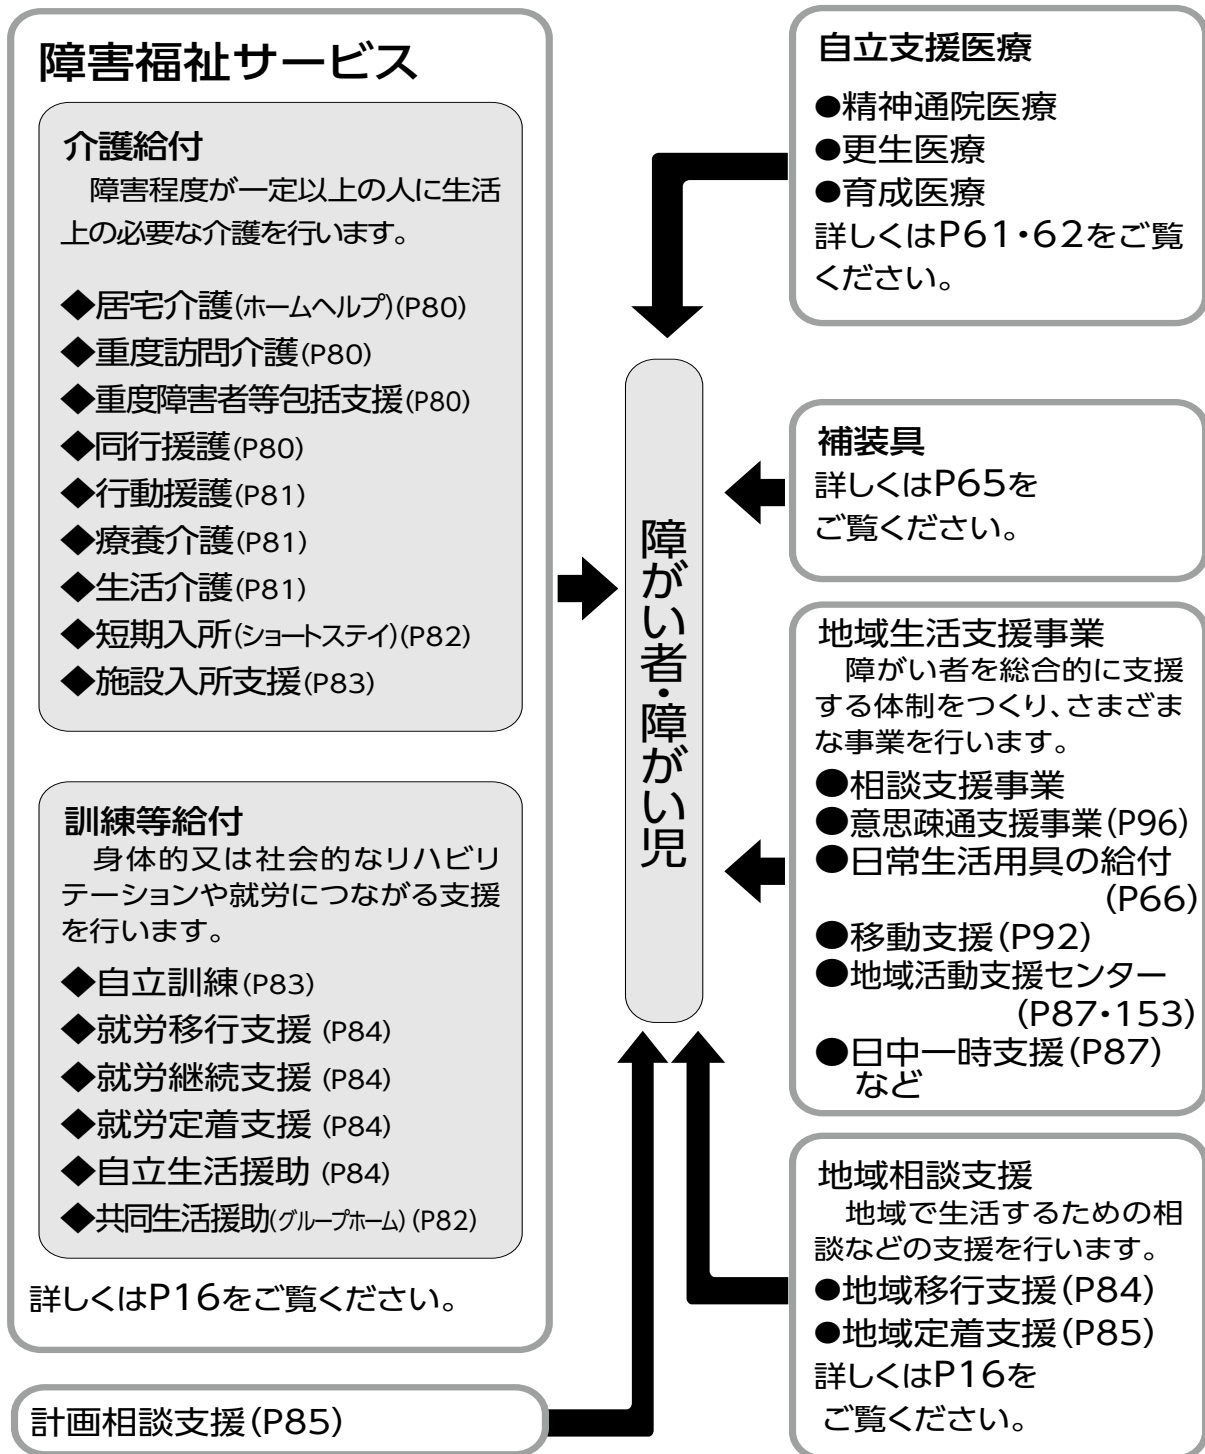 障害福祉サービス
介護給付
障害程度が一定以上の人に生活
上の必要な介護を行います。
◆居宅介護(ホームヘルプ)(P80)
◆重度訪問介護(P80)
◆重度障害者等包括支援(P80)
◆同行援護(P80)
◆行動援護(P81)
◆療養介護(P81)
◆生活介護(P81)
◆短期入所(ショートステイ)(P82)
◆施設入所支援(P83)
訓練等給付
身体的又は社会的なリハビリ
テーションや就労につながる支援
を行います。
◆自立訓練(P83)
◆就労移行支援 (P84)
◆就労継続支援 (P84)
◆就労定着支援 (P84)
◆自立生活援助 (P84)
◆共同生活援助(グループホーム) (P82)
詳しくはP16をご覧ください。
計画相談支援(P85)
障がい者・障がい児
自立支援医療
●精神通院医療
●更生医療
●育成医療
詳しくはP61・62をご覧
ください。
補装具
詳しくはP65を
ご覧ください。
地域生活支援事業
障がい者を総合的に支援
する体制をつくり、さまざま
な事業を行います。
●相談支援事業
●意思疎通支援事業(P96)
●日常生活用具の給付
(P66)
●移動支援(P92)
●地域活動支援センター
(P87・153)
●日中一時支援(P87)
など
地域相談支援
地域で生活するための相
談などの支援を行います。
●地域移行支援(P84)
●地域定着支援(P85)
詳しくはP16を
ご覧ください。